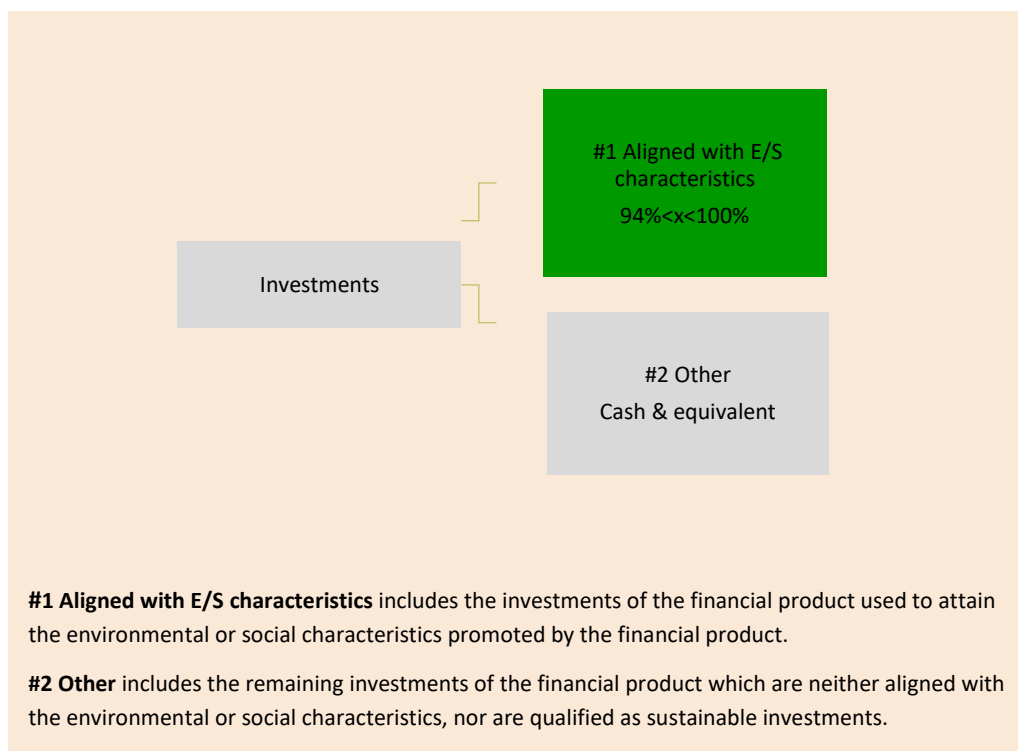 #1 Aligned with E/S
characteristics
94%<x<100%
Investments
#2 Other
Cash & equivalent
#1 Aligned with E/S characteristics includes the investments of the financial product used to attain
the environmental or social characteristics promoted by the financial product.
#2 Other includes the remaining investments of the financial product which are neither aligned with
the environmental or social characteristics, nor are qualified as sustainable investments.